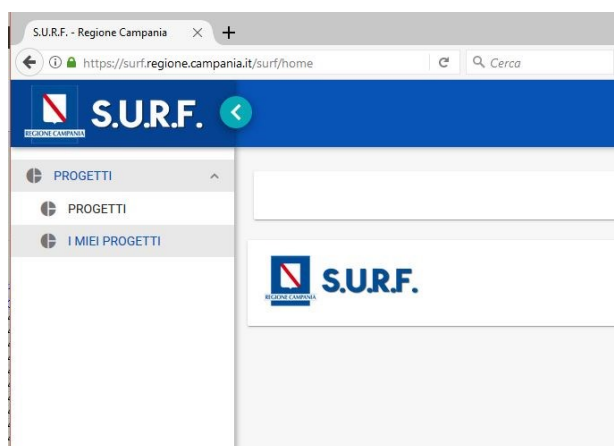 S.U.R.F. - Regione Campania
https://surf.regione.campania.it/surf/home
Cerca
REGIONE CAMPANIA
S.U.R.F.
PROGETTI
PROGETTI
I MIEI PROGETTI
REGIONE CAMPANIA
S.U.R.F.